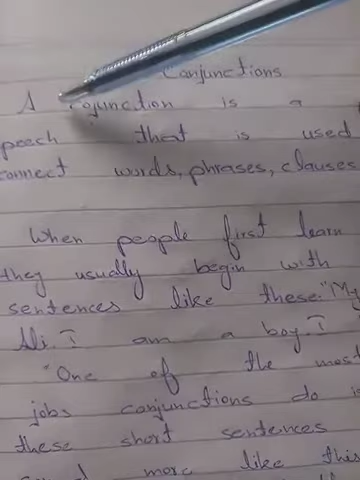 Conjunctions
A conjunction is a
peech that is used
onnect words, phrases, clauses
When people first learn
they usually begin with
sentences like these: "My
Ali. I am a boy. I
"One of the most
jobs conjunctions do is
these short sentences
more like this